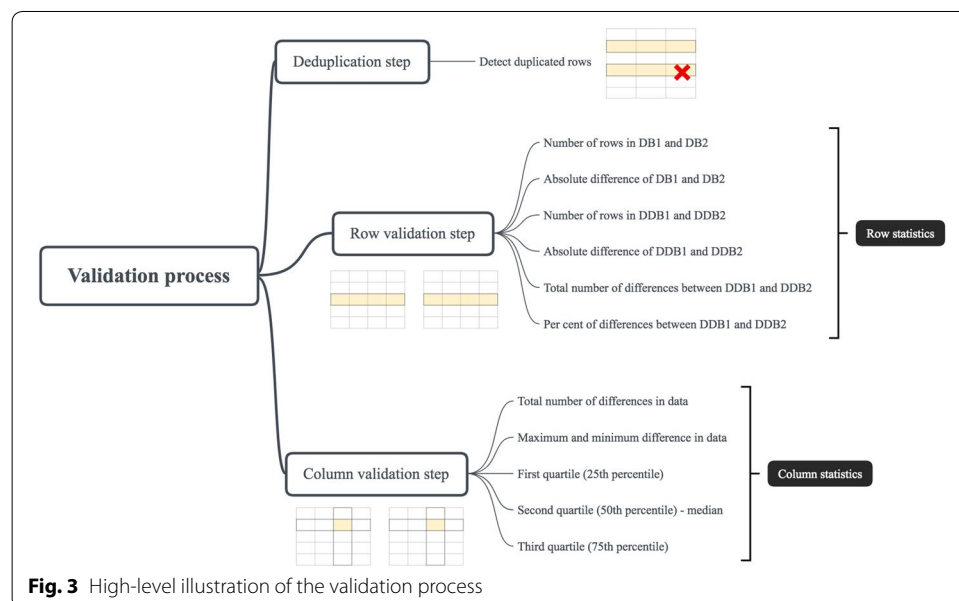 Deduplication step
Detect duplicated rows
Number of rows in DB1 and DB2
Absolute difference of DB1 and DB2
Number of rows in DDB1 and DDB2
Row validation step
Row statistics
Absolute difference of DDB1 and DDB2
Validation process
Total number of differences between DDB1 and DDB2
Per cent of differences between DDB1 and DDB2
Total number of differences in data
Maximum and minimum difference in data
Column validation step
First quartile (25th percentile)
Column statistics
Second quartile (50th percentile) - median
Third quartile (75th percentile)
Fig. 3 High-level illustration of the validation process